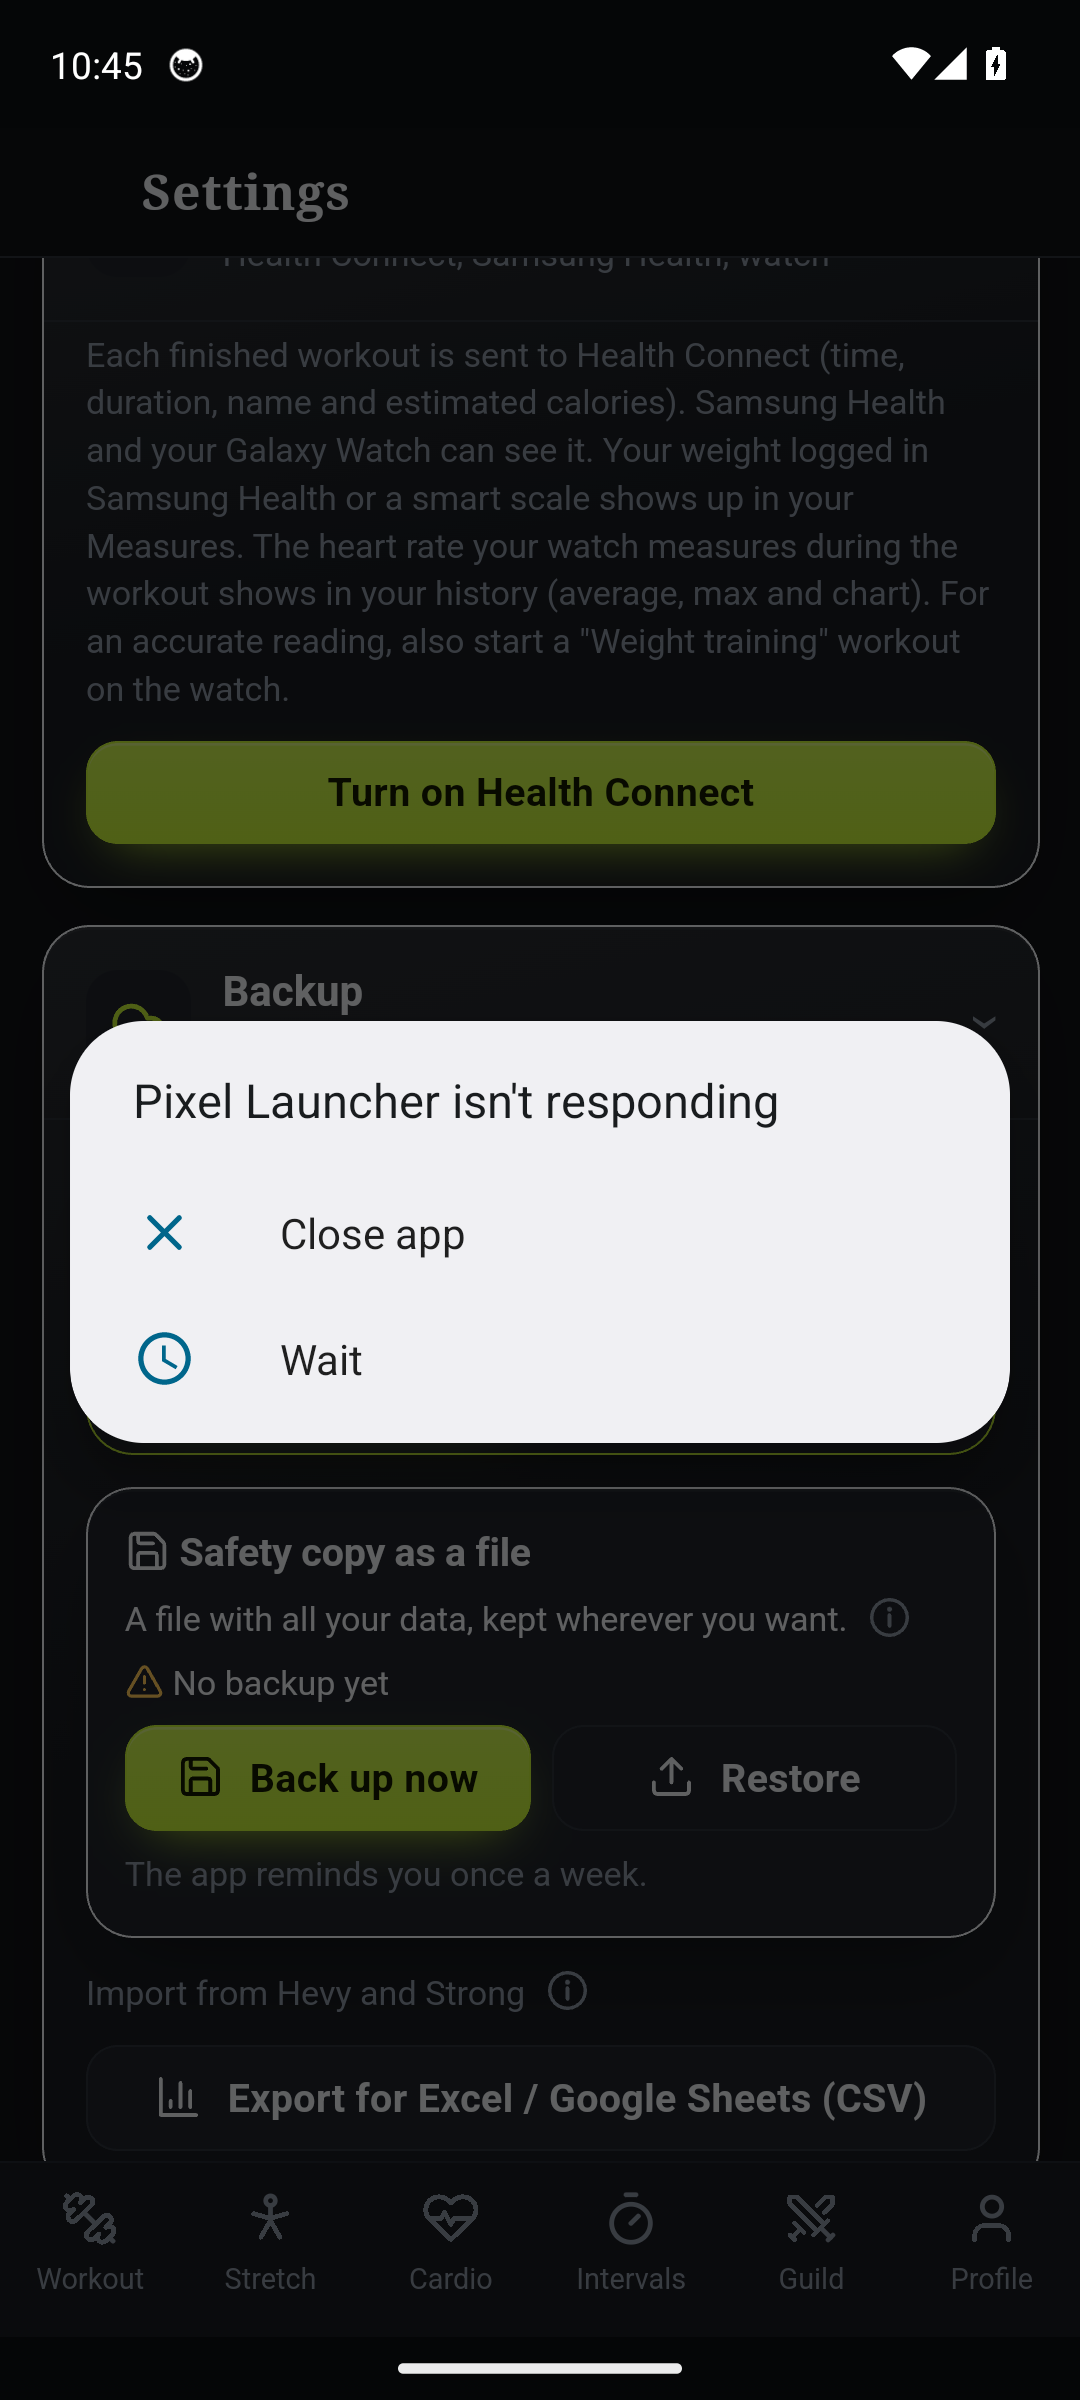 10:45
Settings
Health Connect, Samsung Health, watch
Each finished workout is sent to Health Connect (time,
duration, name and estimated calories). Samsung Health
and your Galaxy Watch can see it. Your weight logged in
Samsung Health or a smart scale shows up in your
Measures. The heart rate your watch measures during the
workout shows in your history (average, max and chart). For
an accurate reading, also start a "Weight training" workout
on the watch.
Turn on Health Connect
Backup
Pixel Launcher isn't responding
Close app
Wait
Safety copy as a file
A file with all your data, kept wherever you want.
No backup yet
Back up now
Restore
The app reminds you once a week.
Import from Hevy and Strong
Export for Excel / Google Sheets (CSV)
Workout
Stretch
Cardio
Intervals
Guild
Profile